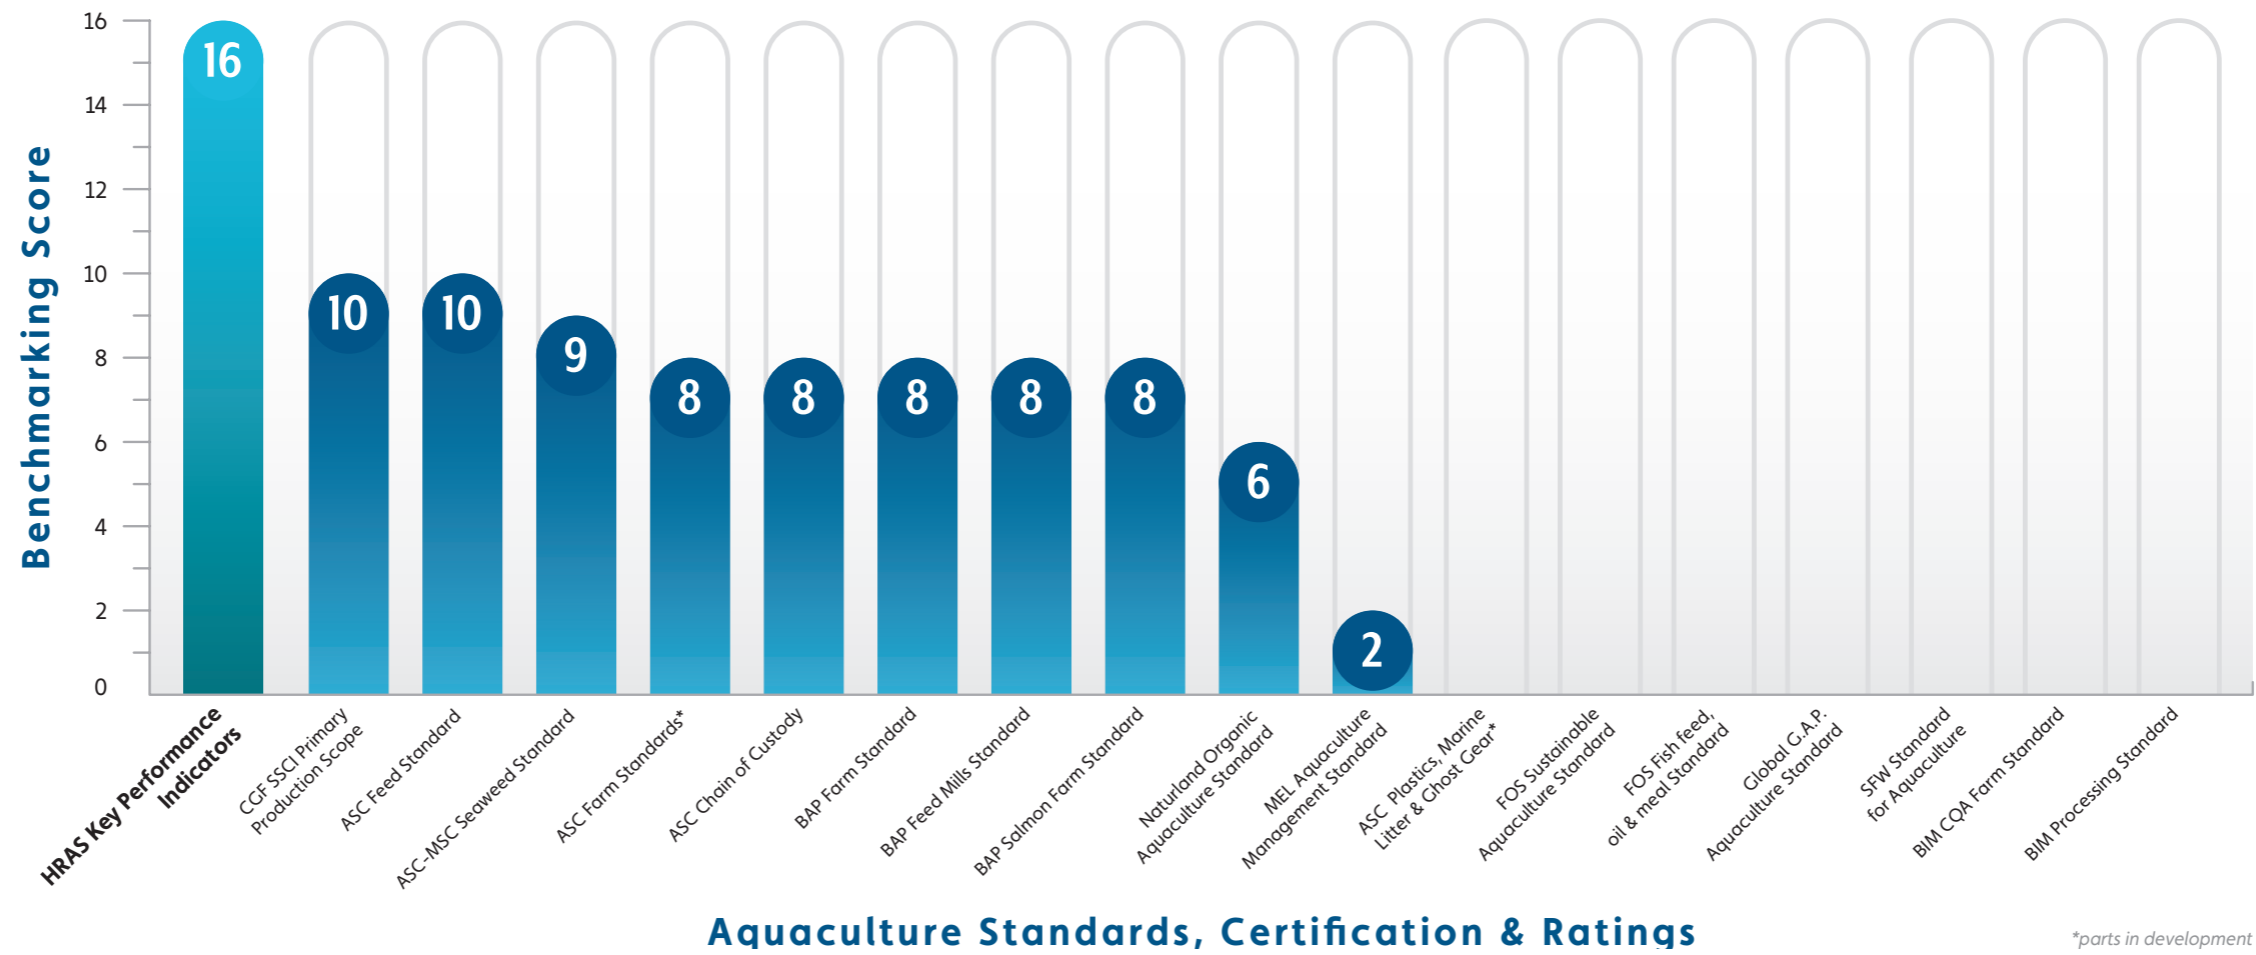 Benchmarking Score
16
14
12
10
8
6
4
2
0
16
10
10
9
8
8
8
8
8
6
2
HRAS Key Performance
Indicators
CGF SSCI Primary
Production Scope
ASC Feed Standard
ASC-MSC Seaweed Standard
ASC Farm Standards*
ASC Chain of Custody
BAP Farm Standard
BAP Feed Mills Standard
BAP Salmon Farm Standard
Naturland Organic
Aquaculture Standard
MEL Aquaculture
Management Standard
ASC Plastics, Marine
Litter & Ghost Gear*
FOS Sustainable
Aquaculture Standard
FOS Fish feed,
oil & meal Standard
Global G.A.P.
Aquaculture Standard
SFW Standard
for Aquaculture
BIM CQA Farm Standard
BIM Processing Standard
Aquaculture Standards, Certification & Ratings
*parts in development